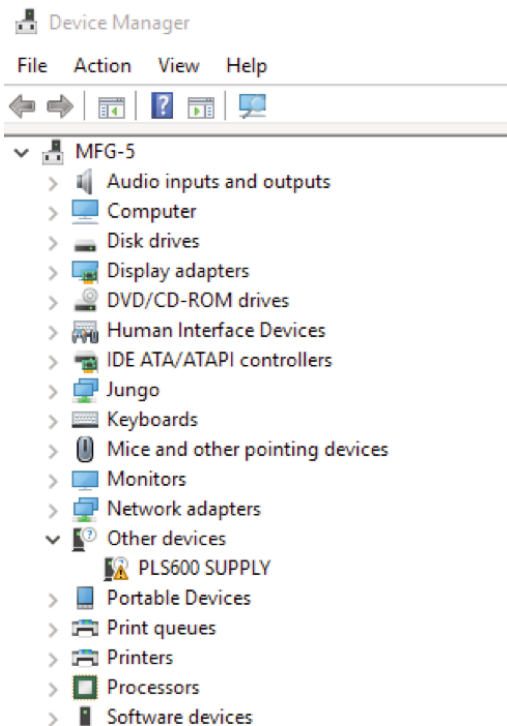 Device Manager
File Action View Help
MFG-5
Audio inputs and outputs
Computer
Disk drives
Display adapters
DVD/CD-ROM drives
Human Interface Devices
IDE ATA/ATAPI controllers
Jungo
Keyboards
Mice and other pointing devices
Monitors
Network adapters
Other devices
PLS600 SUPPLY
Portable Devices
Print queues
Printers
Processors
Software devices